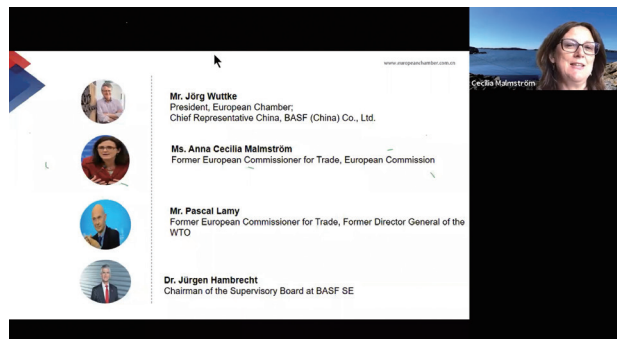 www.europeanchamber.com.cn
Cecilia Malmström
Mr. Jörg Wuttke
President, European Chamber;
Chief Representative China, BASF (China) Co., Ltd.
Ms. Anna Cecilia Malmström
Former European Commissioner for Trade, European Commission
Mr. Pascal Lamy
Former European Commissioner for Trade, Former Director General of the
WTO
Dr. Jürgen Hambrecht
Chairman of the Supervisory Board at BASF SE